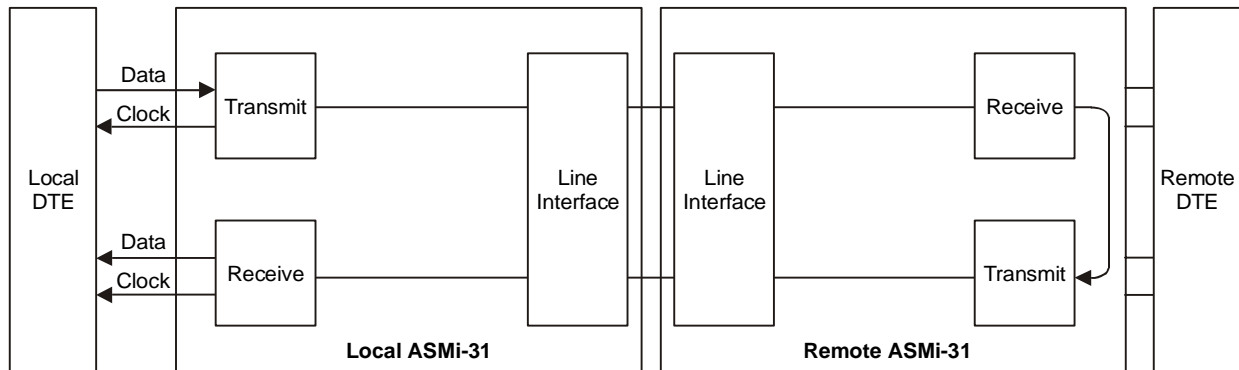 Local
DTE
Data
Clock
Data
Clock
Transmit
Receive
Line
Interface
Local ASMi-31
Line
Interface
Receive
Transmit
Remote ASMi-31
Remote
DTE